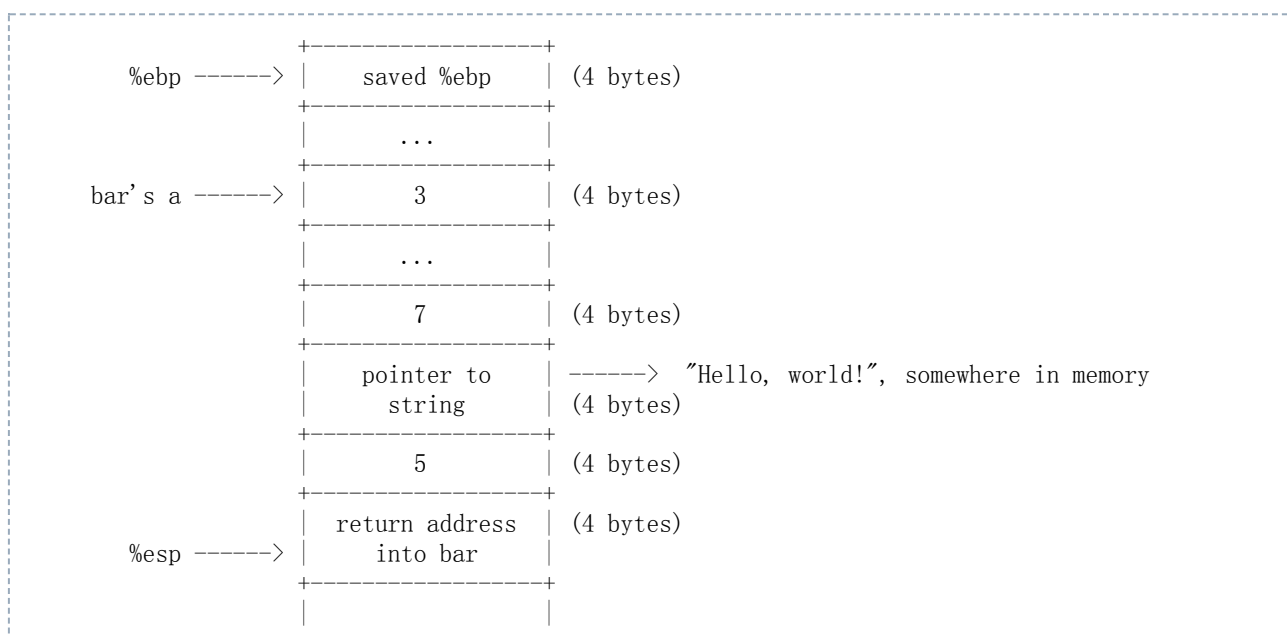 +------------------+
%ebp ------> | saved %ebp | (4 bytes)
+------------------+
| ... |
+------------------+
bar's a ------> | 3 | (4 bytes)
+------------------+
| ... |
+------------------+
| 7 | (4 bytes)
+------------------+
| pointer to | ------> "Hello, world!", somewhere in memory
| string | (4 bytes)
+------------------+
| 5 | (4 bytes)
+------------------+
| return address | (4 bytes)
%esp ------> | into bar |
+------------------+
| |